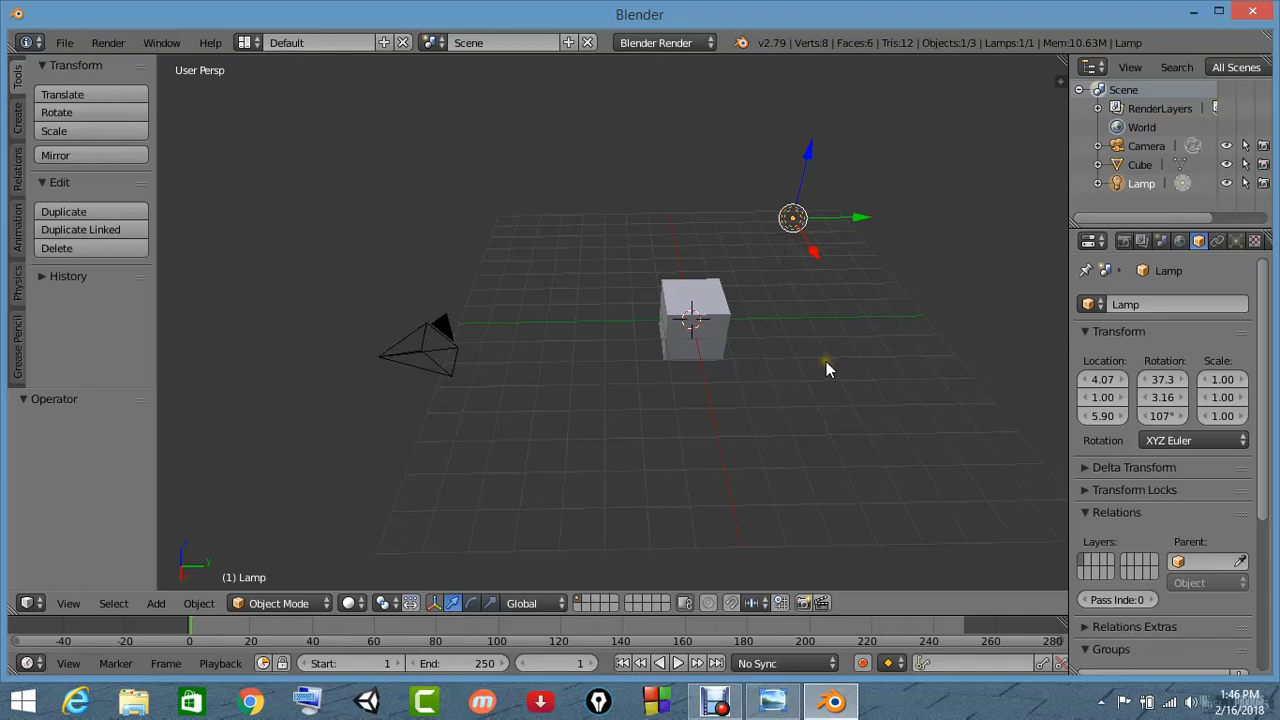 Blender
File Render Window Help Default Scene Blender Render v2.79 | Verts:8 | Faces:6 | Tris:12 | Objects:1/3 | Lamps:1/1 | Mem:10.63M | Lamp
Tools
Create
Relations
Animation
Physics
Grease Pencil
Transform
Translate
Rotate
Scale
Mirror
Edit
Duplicate
Duplicate Linked
Delete
History
Operator
User Persp
z
y
(1) Lamp
View Search All Scenes
Scene
RenderLayers
World
Camera
Cube
Lamp
Lamp
Lamp
Transform
Location: Rotation: Scale:
4.07 37.3 1.00
1.00 3.16 1.00
5.90 107° 1.00
Rotation XYZ Euler
Delta Transform
Transform Locks
Relations
Layers: Parent:
Object
Pass Inde:0
Relations Extras
Groups
View Select Add Object Object Mode Global
-40 -20 0 20 40 60 80 100 120 140 160 180 200 220 240 260 280
View Marker Frame Playback Start: 1 End: 250 1 No Sync
1:46 PM
2/16/2018